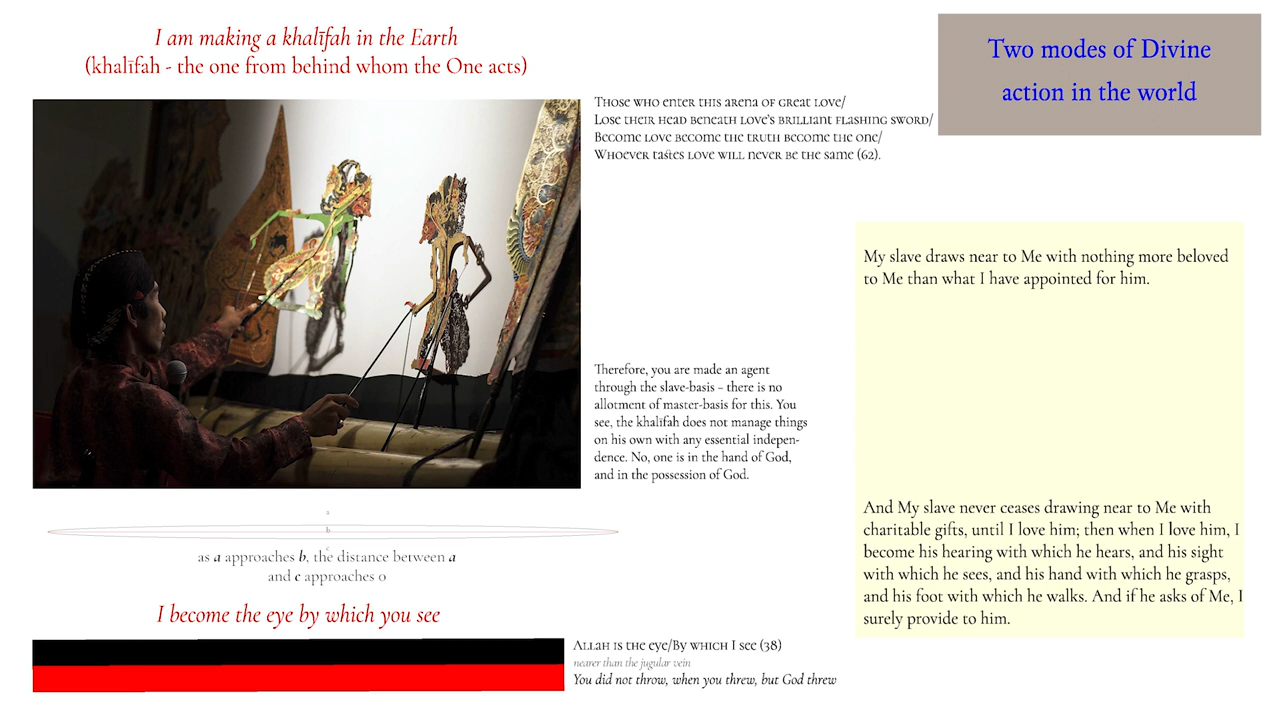 I am making a khalīfah in the Earth
(khalīfah - the one from behind whom the One acts)
Two modes of Divine
action in the world
Those who enter this arena of great love/
Lose their head beneath love's brilliant flashing sword/
Become love become the truth become the one/
Whoever tastes love will never be the same (62).
My slave draws near to Me with nothing more beloved
to Me than what I have appointed for him.
Therefore, you are made an agent
through the slave-basis – there is no
allotment of master-basis for this. You
see, the khalīfah does not manage things
on his own with any essential indepen-
dence. No, one is in the hand of God,
and in the possession of God.
And My slave never ceases drawing near to Me with
charitable gifts, until I love him; then when I love him, I
become his hearing with which he hears, and his sight
with which he sees, and his hand with which he grasps,
and his foot with which he walks. And if he asks of Me, I
surely provide to him.
a
b
c
as a approaches b, the distance between a
and c approaches 0
I become the eye by which you see
Allah is the eye/By which I see (38)
nearer than the jugular vein
You did not throw, when you threw, but God threw